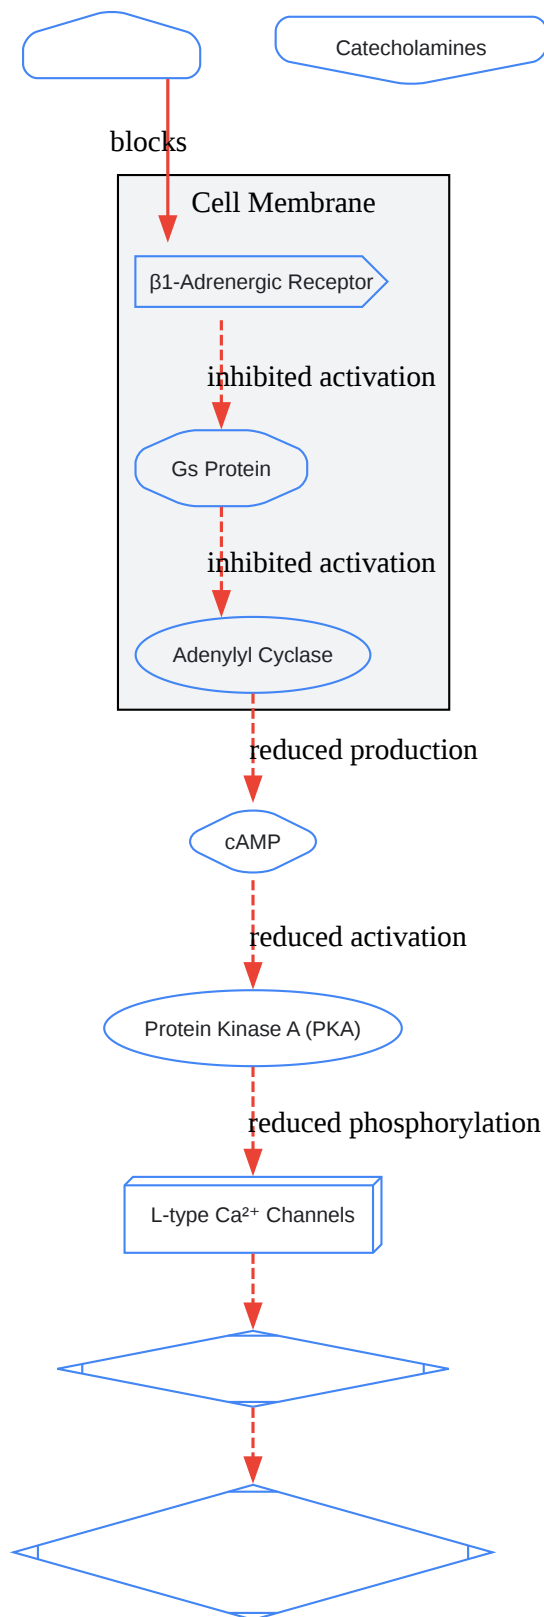 Catecholamines
blocks
Cell Membrane
β1-Adrenergic Receptor
inhibited activation
Gs Protein
inhibited activation
Adenylyl Cyclase
reduced production
cAMP
reduced activation
Protein Kinase A (PKA)
reduced phosphorylation
L-type Ca²⁺ Channels